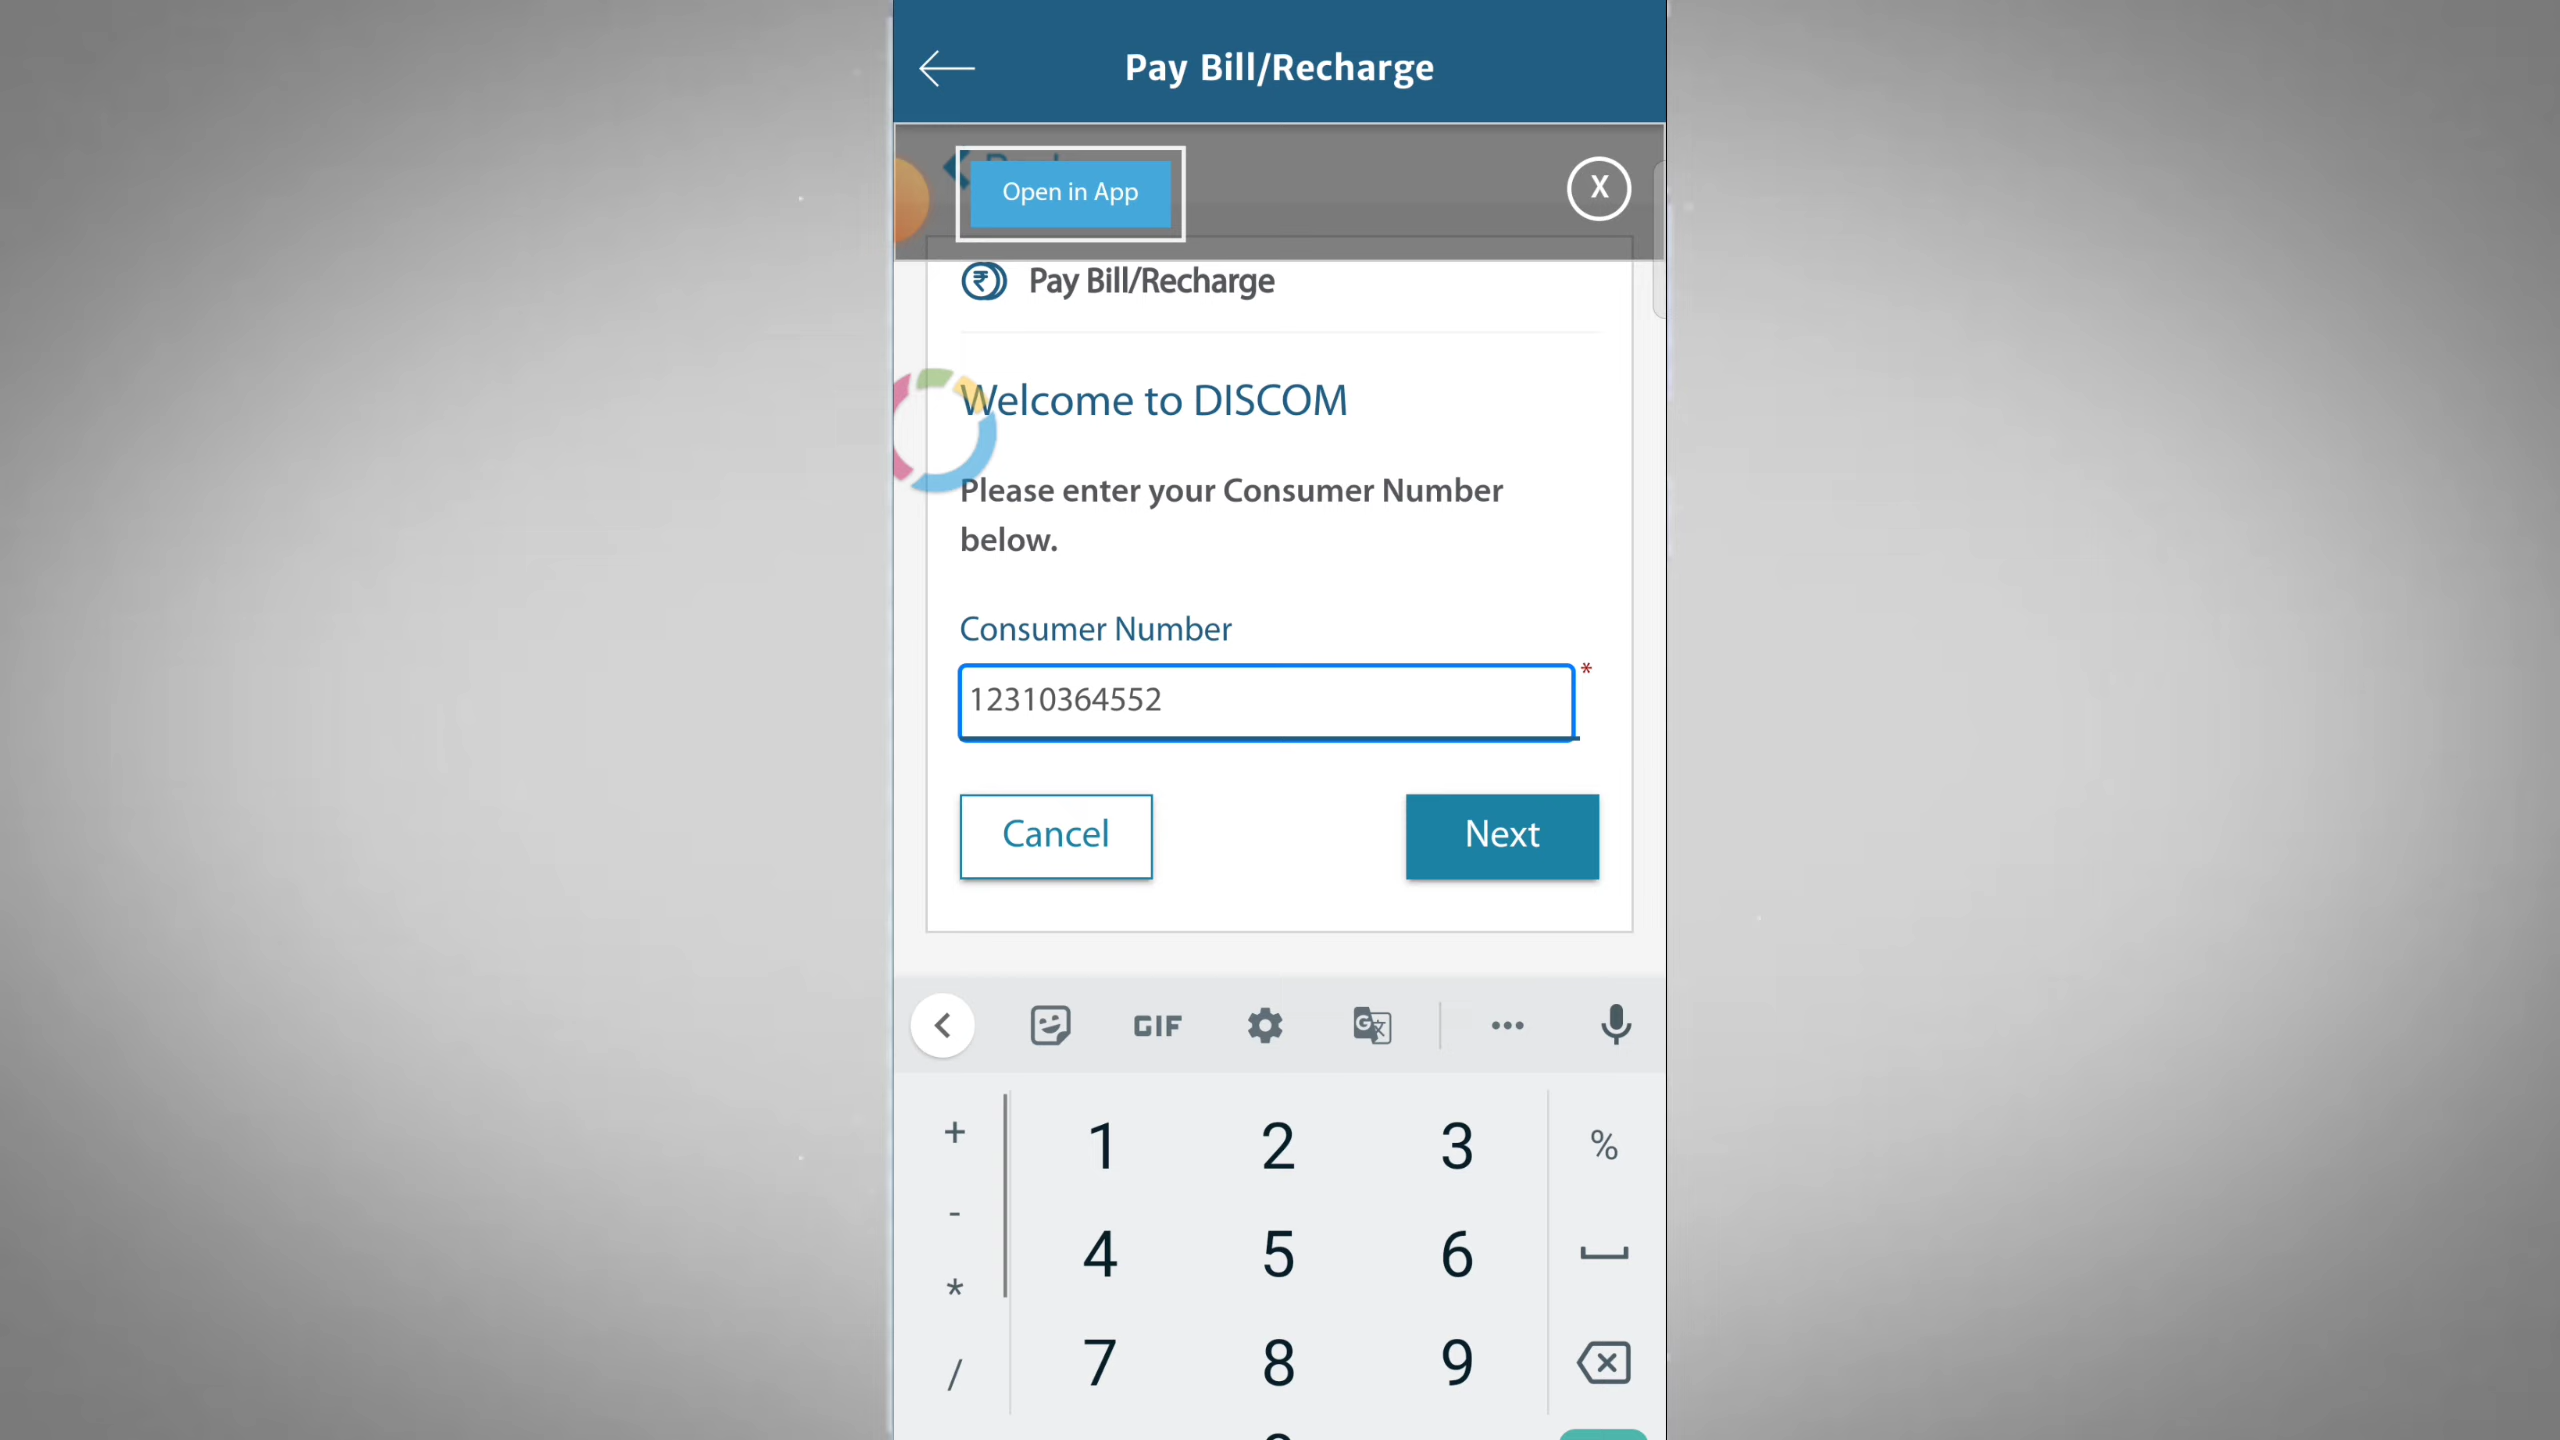 Pay Bill/Recharge
Open in App
X
Pay Bill/Recharge
Welcome to DISCOM
Please enter your Consumer Number
below.
Consumer Number
*
12310364552
Cancel
Next
GIF
+ 1 2 3 %
-
4 5 6
*
7 8 9
/